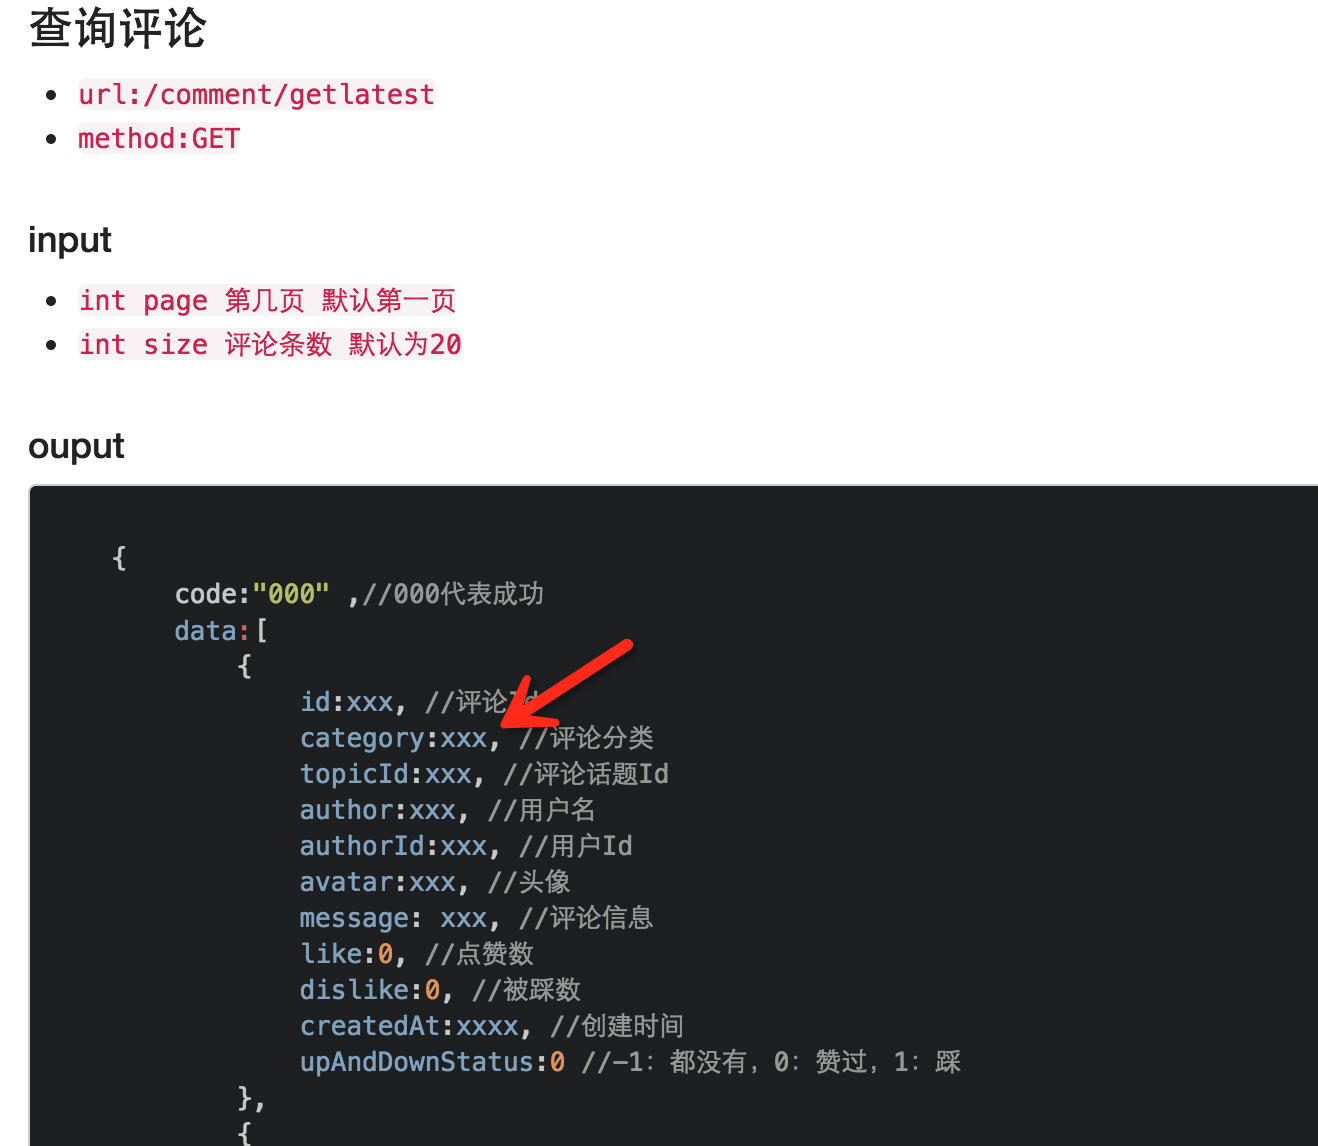 查询评论
url:/comment/getlatest
method:GET
input
int page 第几页 默认第一页
int size 评论条数 默认为20
ouput
{
code:"000" ,//000代表成功
data:[
{
id:xxx, //评论Id
category:xxx, //评论分类
topicId:xxx, //评论话题Id
author:xxx, //用户名
authorId:xxx, //用户Id
avatar:xxx, //头像
message: xxx, //评论信息
like:0, //点赞数
dislike:0, //被踩数
createdAt:xxxx, //创建时间
upAndDownStatus:0 //-1: 都没有，0: 赞过，1: 踩
},
{